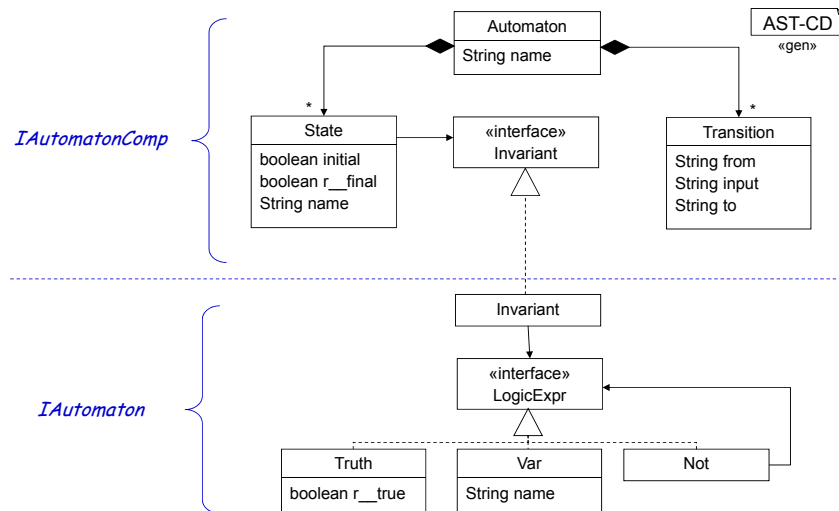 Automaton
String name
AST-CD
«gen»
*
*
IAutomatonComp
State
boolean initial
boolean r__final
String name
«interface»
Invariant
Transition
String from
String input
String to
IAutomaton
Invariant
«interface»
LogicExpr
Truth
boolean r__true
Var
String name
Not